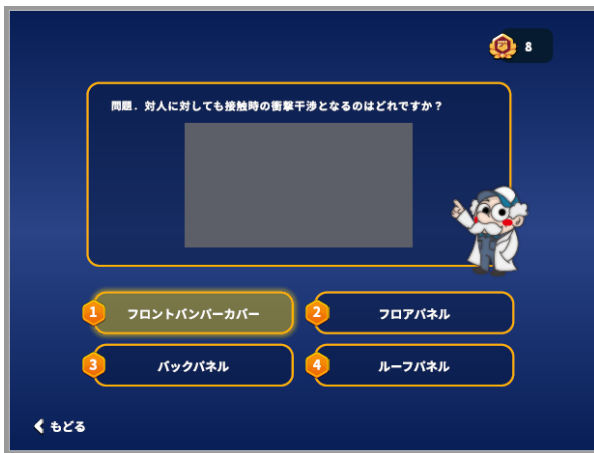 8
問題．対人に対しても接触時の衝撃干渉となるのはどれですか？
1 フロントバンパーカバー
2 フロアパネル
3 バックパネル
4 ルーフパネル
もどる